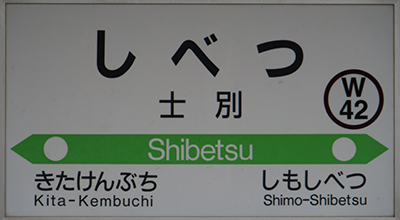 しべつ
士別
W
42
Shibetsu
きたけんぶち
Kita-Kembuchi
しもしべつ
Shimo-Shibetsu